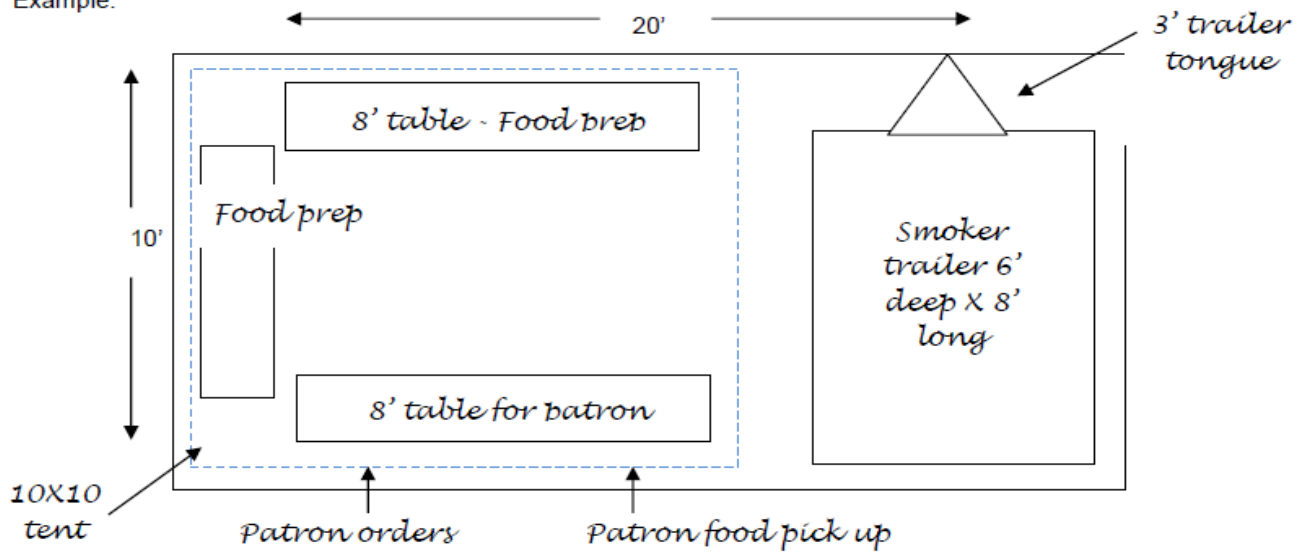 Example:
20'
3' trailer
tongue
8' table - Food prep
Food prep
10'
Smoker
trailer 6'
deep X 8'
long
8' table for patron
10X10
tent
Patron orders
Patron food pick up